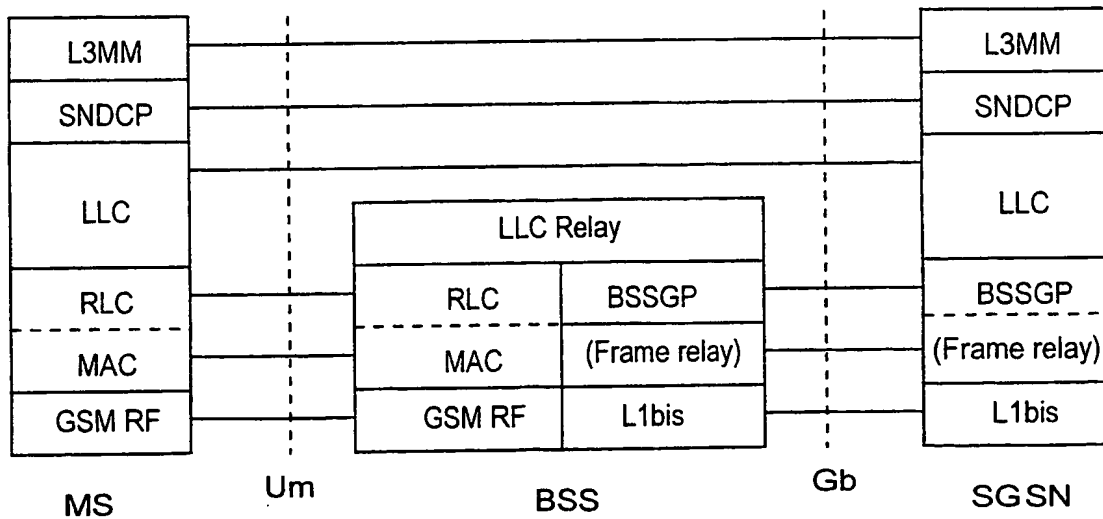 L3MM
SNDCP
LLC
RLC
MAC
GSM RF
MS
Um
LLC Relay
RLC
BSSGP
MAC
(Frame relay)
GSM RF
L1bis
BSS
Gb
L3MM
SNDCP
LLC
BSSGP
(Frame relay)
L1bis
SGSN